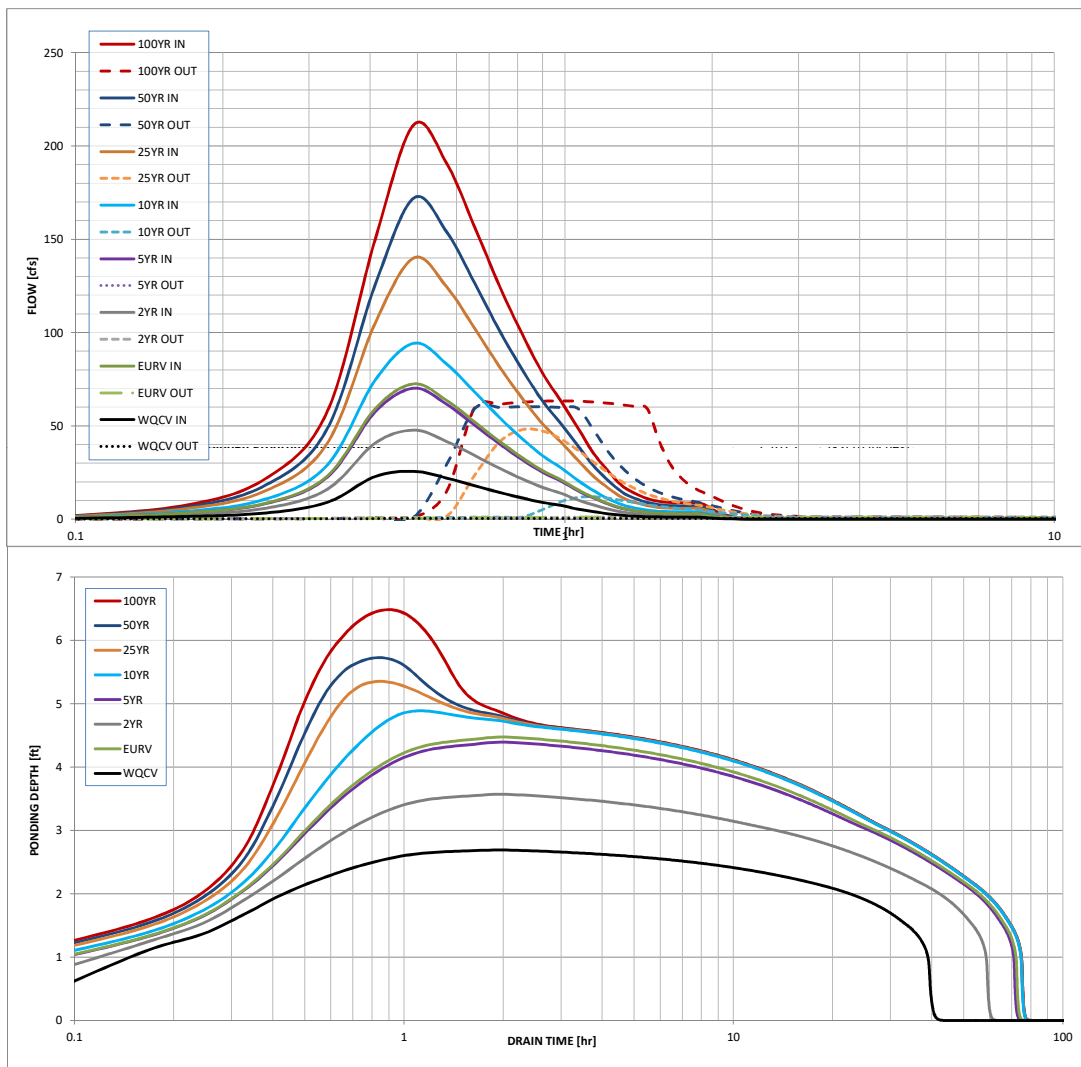 100YR IN
100YR OUT
50YR IN
50YR OUT
25YR IN
25YR OUT
10YR IN
10YR OUT
5YR IN
5YR OUT
2YR IN
2YR OUT
EURV IN
EURV OUT
WQCV IN
WQCV OUT
FLOW [cfs]
250
200
150
100
50
0
0.1
1
10
TIME [hr]
100YR
50YR
25YR
10YR
5YR
2YR
EURV
WQCV
PONDING DEPTH [ft]
7
6
5
4
3
2
1
0
0.1
1
10
100
DRAIN TIME [hr]